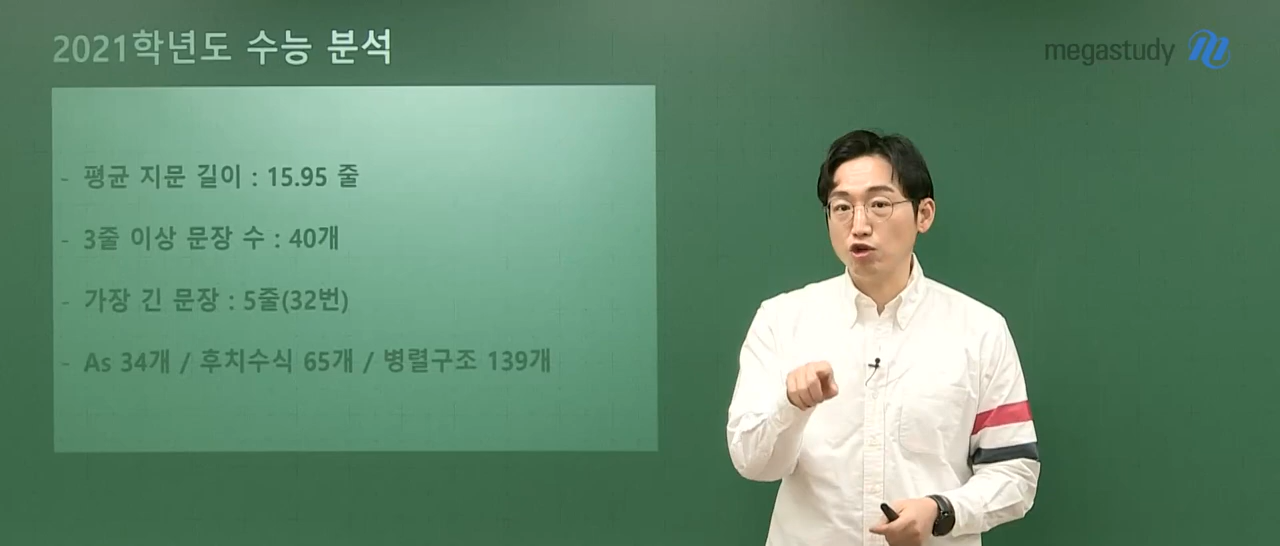 2021학년도 수능 분석
megastudy
- 평균 지문 길이 : 15.95 줄
- 3줄 이상 문장 수 : 40개
- 가장 긴 문장 : 5줄(32번)
- As 34개 / 후치수식 65개 / 병렬구조 139개